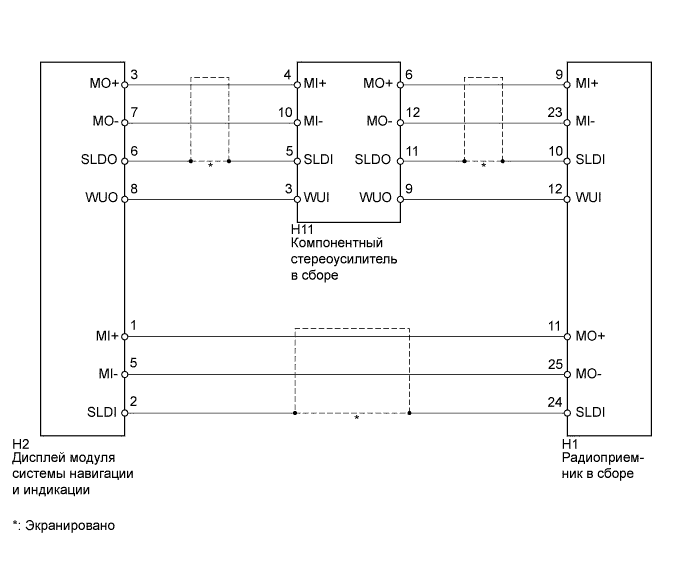 3 4 6 9
MO+ MI+ MO+ MI+
7 10 12 23
MO- MI- MO- MI-
6 5 11 10
SLDO SLDI SLDO SLDI
* *
8 3 9 12
WUO WUI WUO WUI
H11
Компонентный
стереоусилитель
в сборе
1 11
MI+ MO+
5 25
MI- MO-
2 24
SLDI SLDI
*
H2
Дисплей модуля
системы навигации
и индикации
H1
Радиоприем-
ник в сборе
*: Экранировано